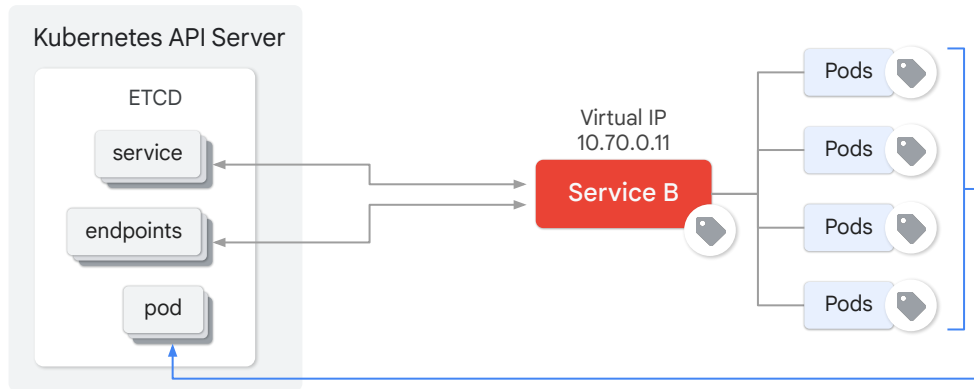 Kubernetes API Server
ETCD
service
endpoints
pod
Virtual IP
10.70.0.11
Service B
Pods
Pods
Pods
Pods